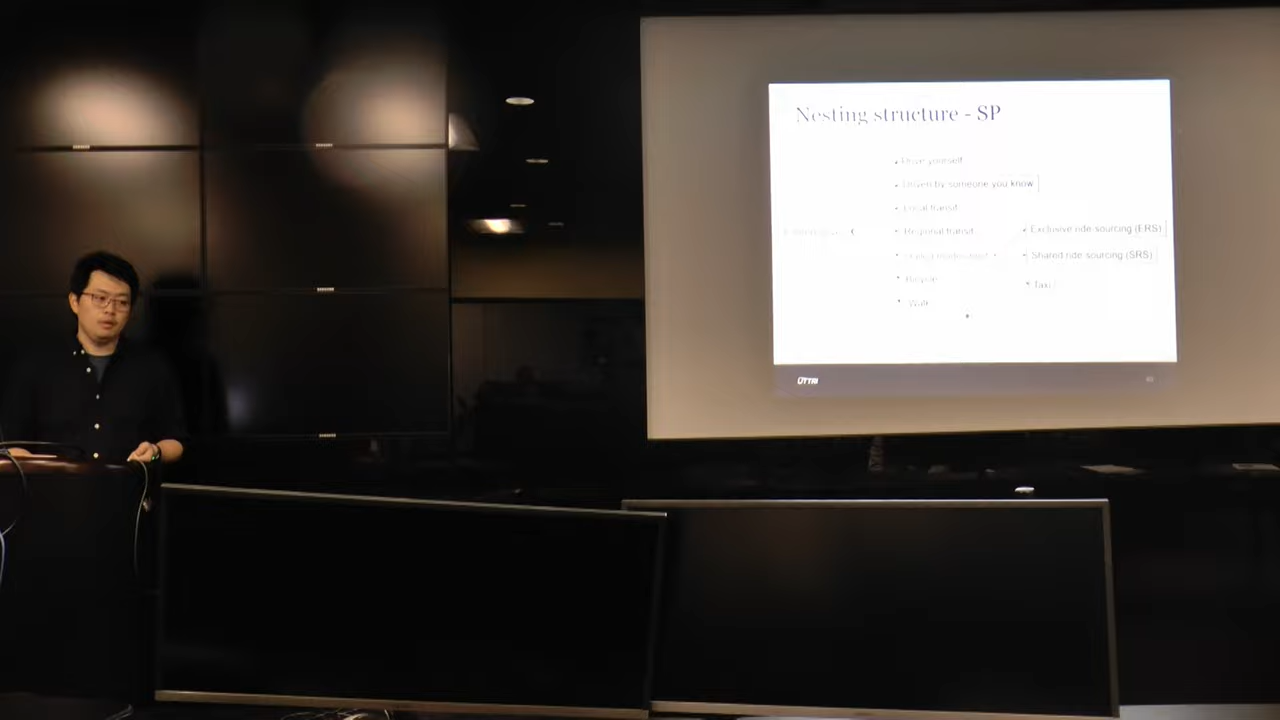 Nesting structure - SP
• Drive yourself
• Driven by someone you know
• Local transit
• Regional transit
• Exclusive ride sourcing (ERS)
• Shared ride sourcing (SRS)
• Bicycle
• Taxi
• Walk
UTTRI